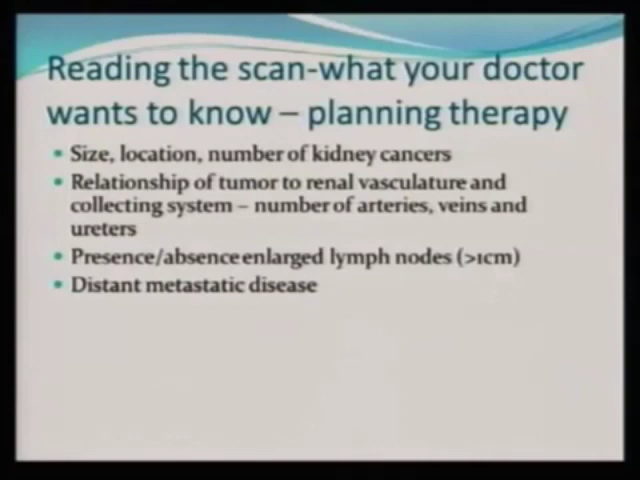 Reading the scan-what your doctor
wants to know – planning therapy
• Size, location, number of kidney cancers
• Relationship of tumor to renal vasculature and
collecting system – number of arteries, veins and
ureters
• Presence/absence enlarged lymph nodes (>1cm)
• Distant metastatic disease